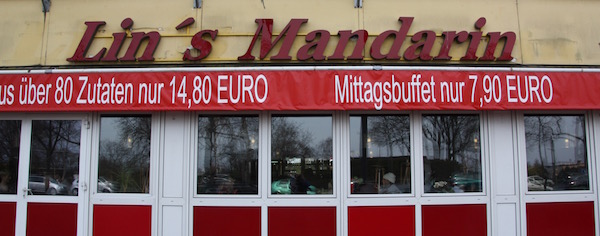 Lin´s Mandarin
us über 80 Zutaten nur 14,80 EURO Mittagsbuffet nur 7,90 EURO